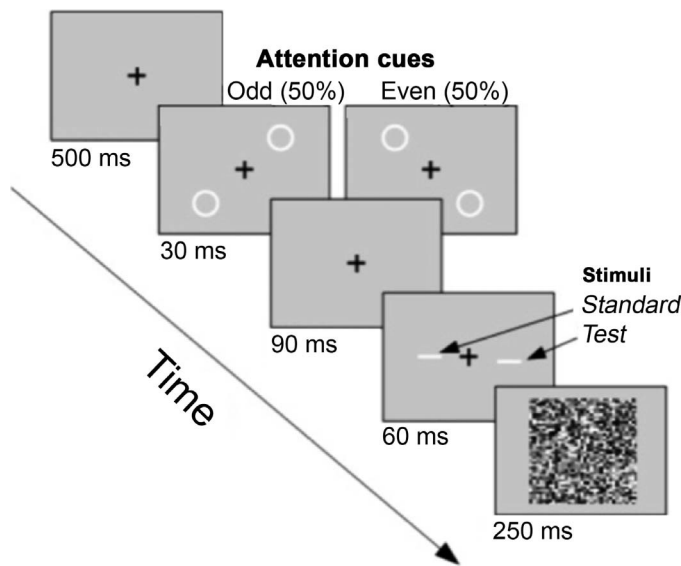 Attention cues
Odd (50%) Even (50%)
500 ms
30 ms
Stimuli
Standard
Test
90 ms
Time
60 ms
250 ms